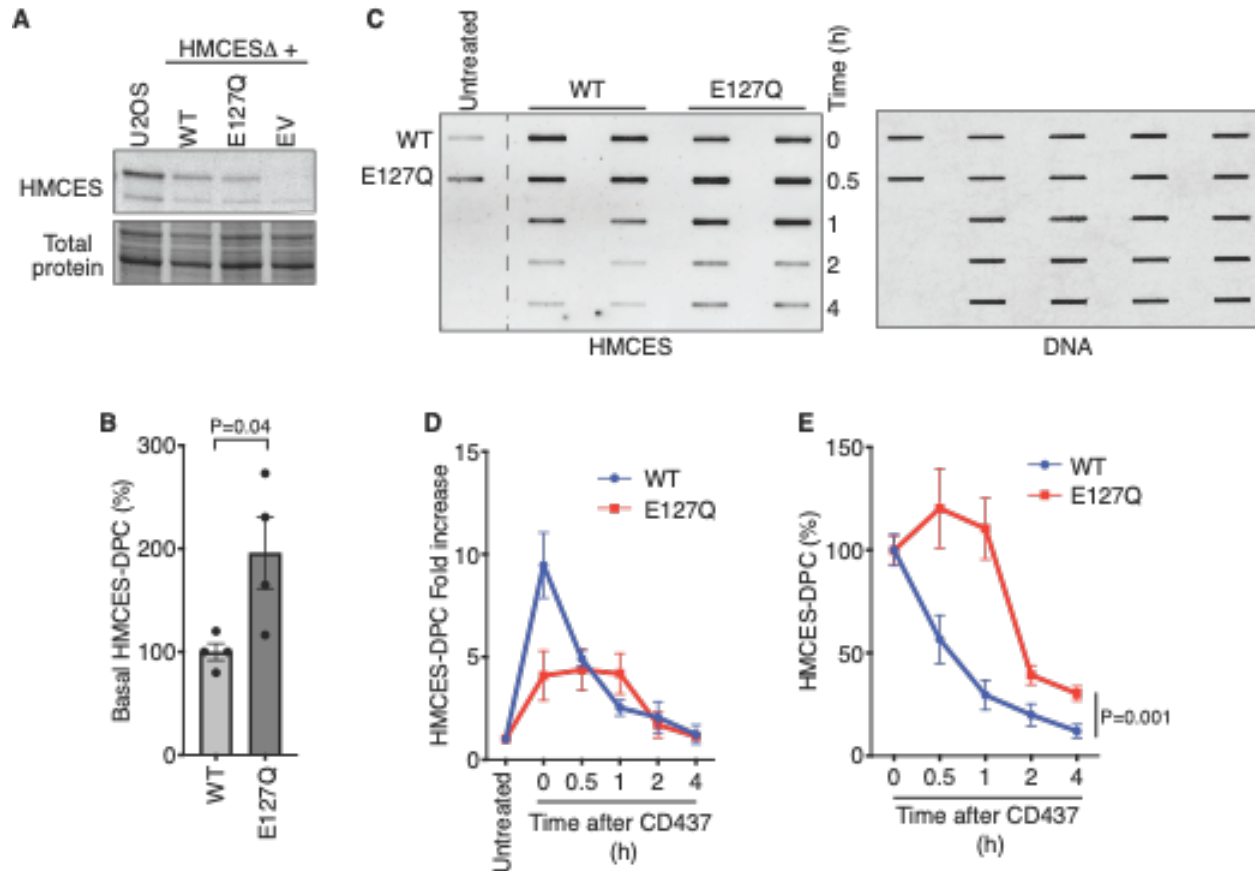 A
HMCESΔ +
U2OS
WT
E127Q
EV
HMCES
Total
protein
C
Untreated
WT
E127Q
Time (h)
WT
E127Q
0
0.5
1
2
4
HMCES
DNA
B
P=0.04
Basal HMCES-DPC (%)
300
200
100
0
WT
E127Q
D
HMCES-DPC Fold increase
15
10
5
0
WT
E127Q
Untreated
0 0.5 1 2 4
Time after CD437
(h)
E
HMCES-DPC (%)
150
100
50
0
WT
E127Q
P=0.001
0 0.5 1 2 4
Time after CD437
(h)